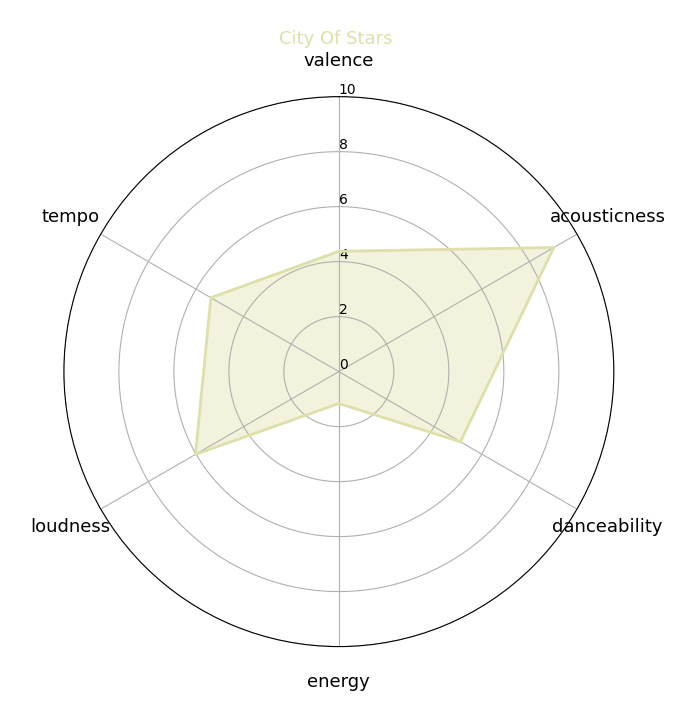 City Of Stars
valence
10
8
tempo
6
acousticness
4
2
0
loudness
danceability
energy